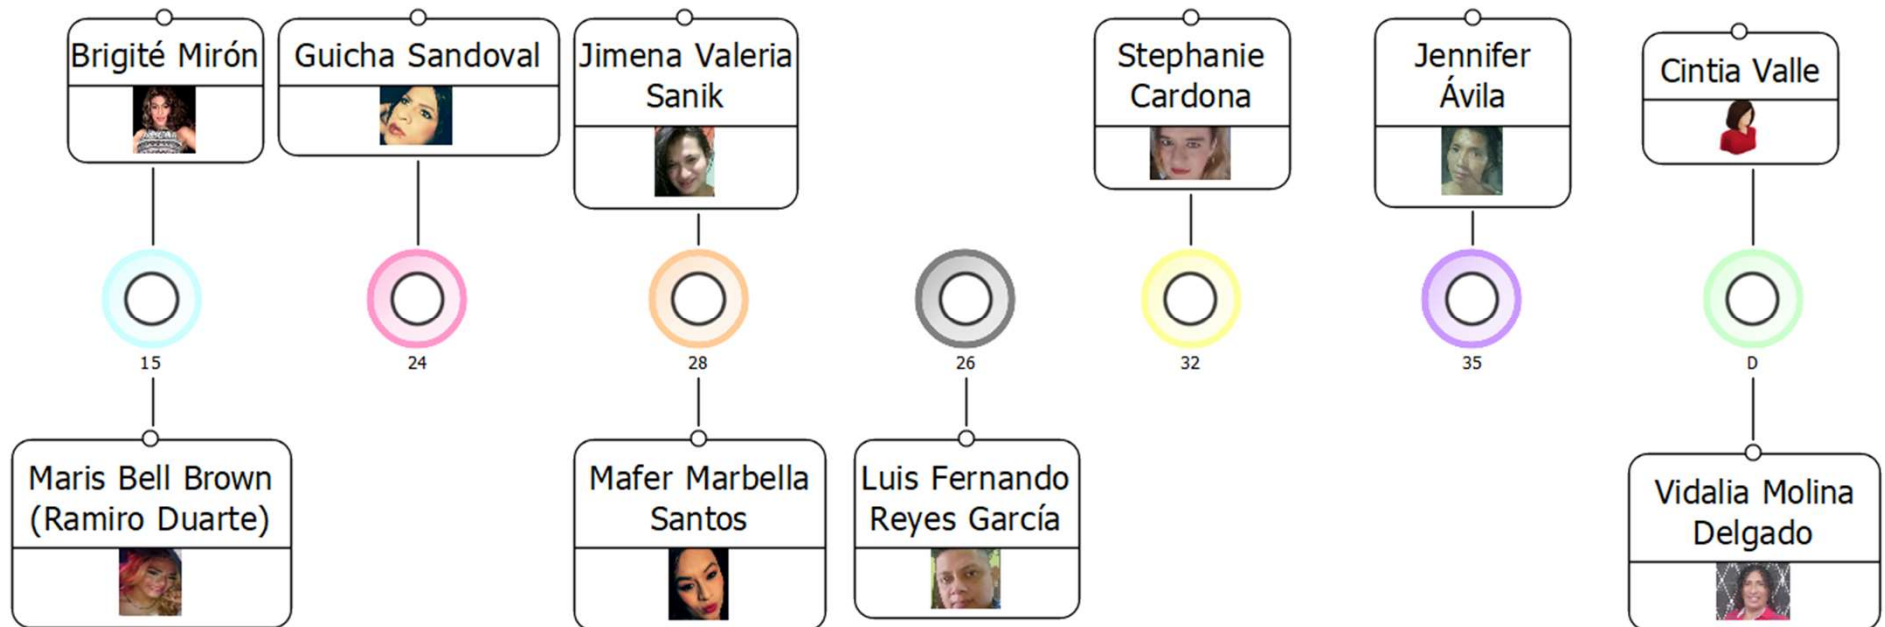 Brigité Mirón
Guicha Sandoval
Jimena Valeria
Sanik
Stephanie
Cardona
Jennifer
Ávila
Cintia Valle
15
24
28
26
32
35
D
Maris Bell Brown
(Ramiro Duarte)
Mafer Marbella
Santos
Luis Fernando
Reyes García
Vidalia Molina
Delgado